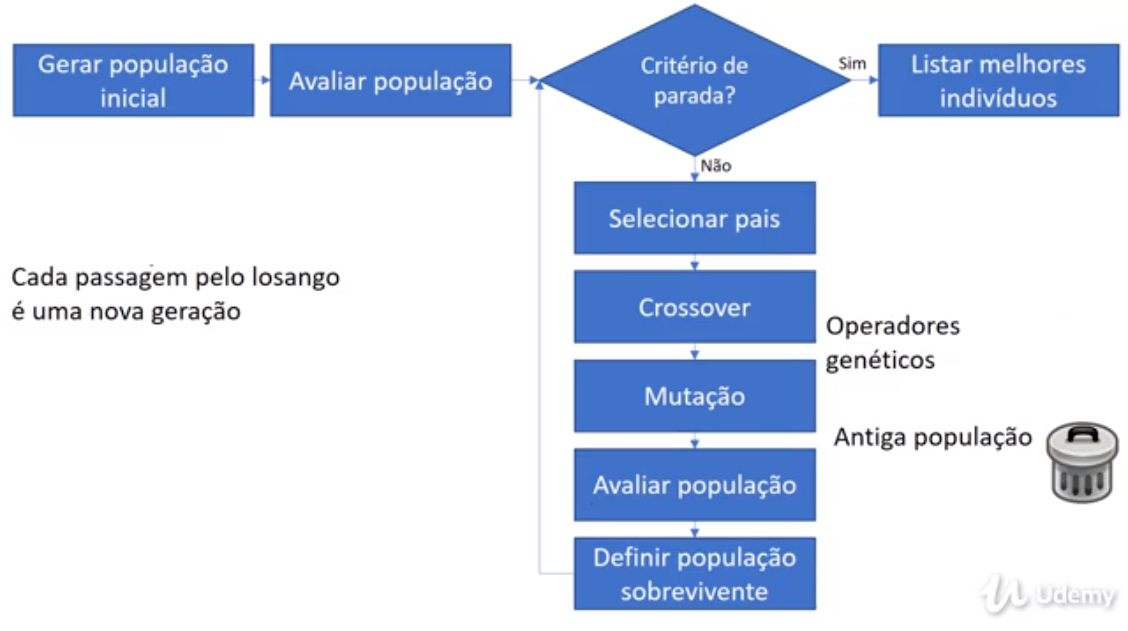 Gerar população
inicial
Avaliar população
Critério de
parada?
Sim
Listar melhores
indivíduos
Não
Selecionar pais
Cada passagem pelo losango
é uma nova geração
Crossover
Operadores
genéticos
Mutação
Antiga população
Avaliar população
Definir população
sobrevivente
Udemy